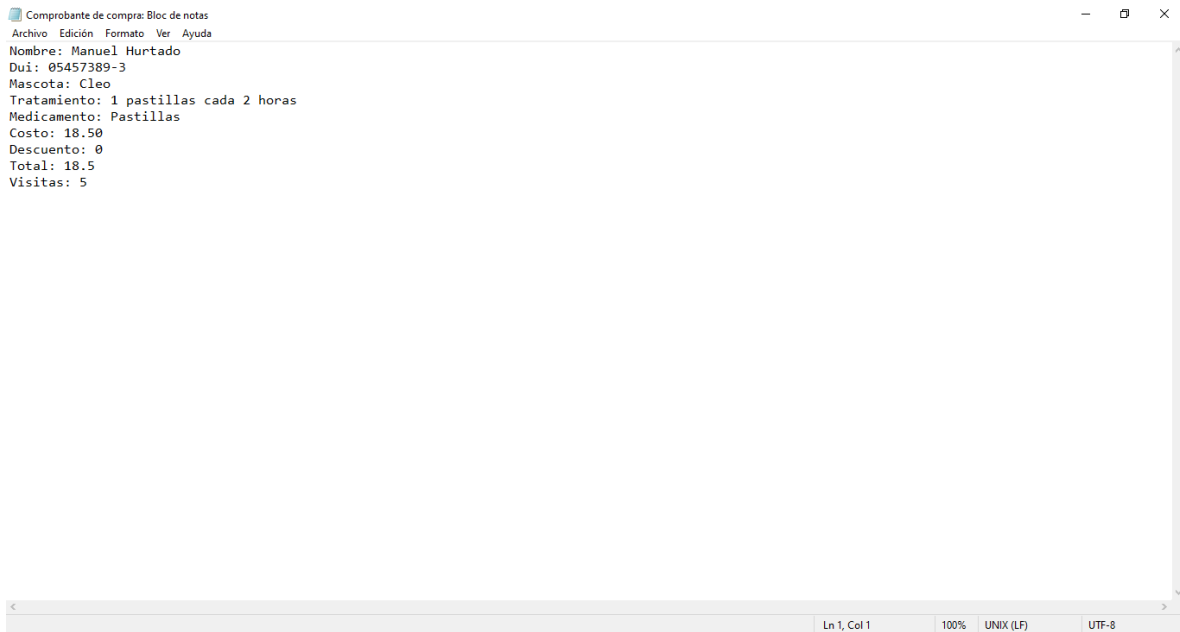 Comprobante de compra: Bloc de notas
Archivo Edición Formato Ver Ayuda
Nombre: Manuel Hurtado
Dui: 05457389-3
Mascota: Cleo
Tratamiento: 1 pastillas cada 2 horas
Medicamento: Pastillas
Costo: 18.50
Descuento: 0
Total: 18.5
Visitas: 5
Ln 1, Col 1 100% UNIX (LF) UTF-8